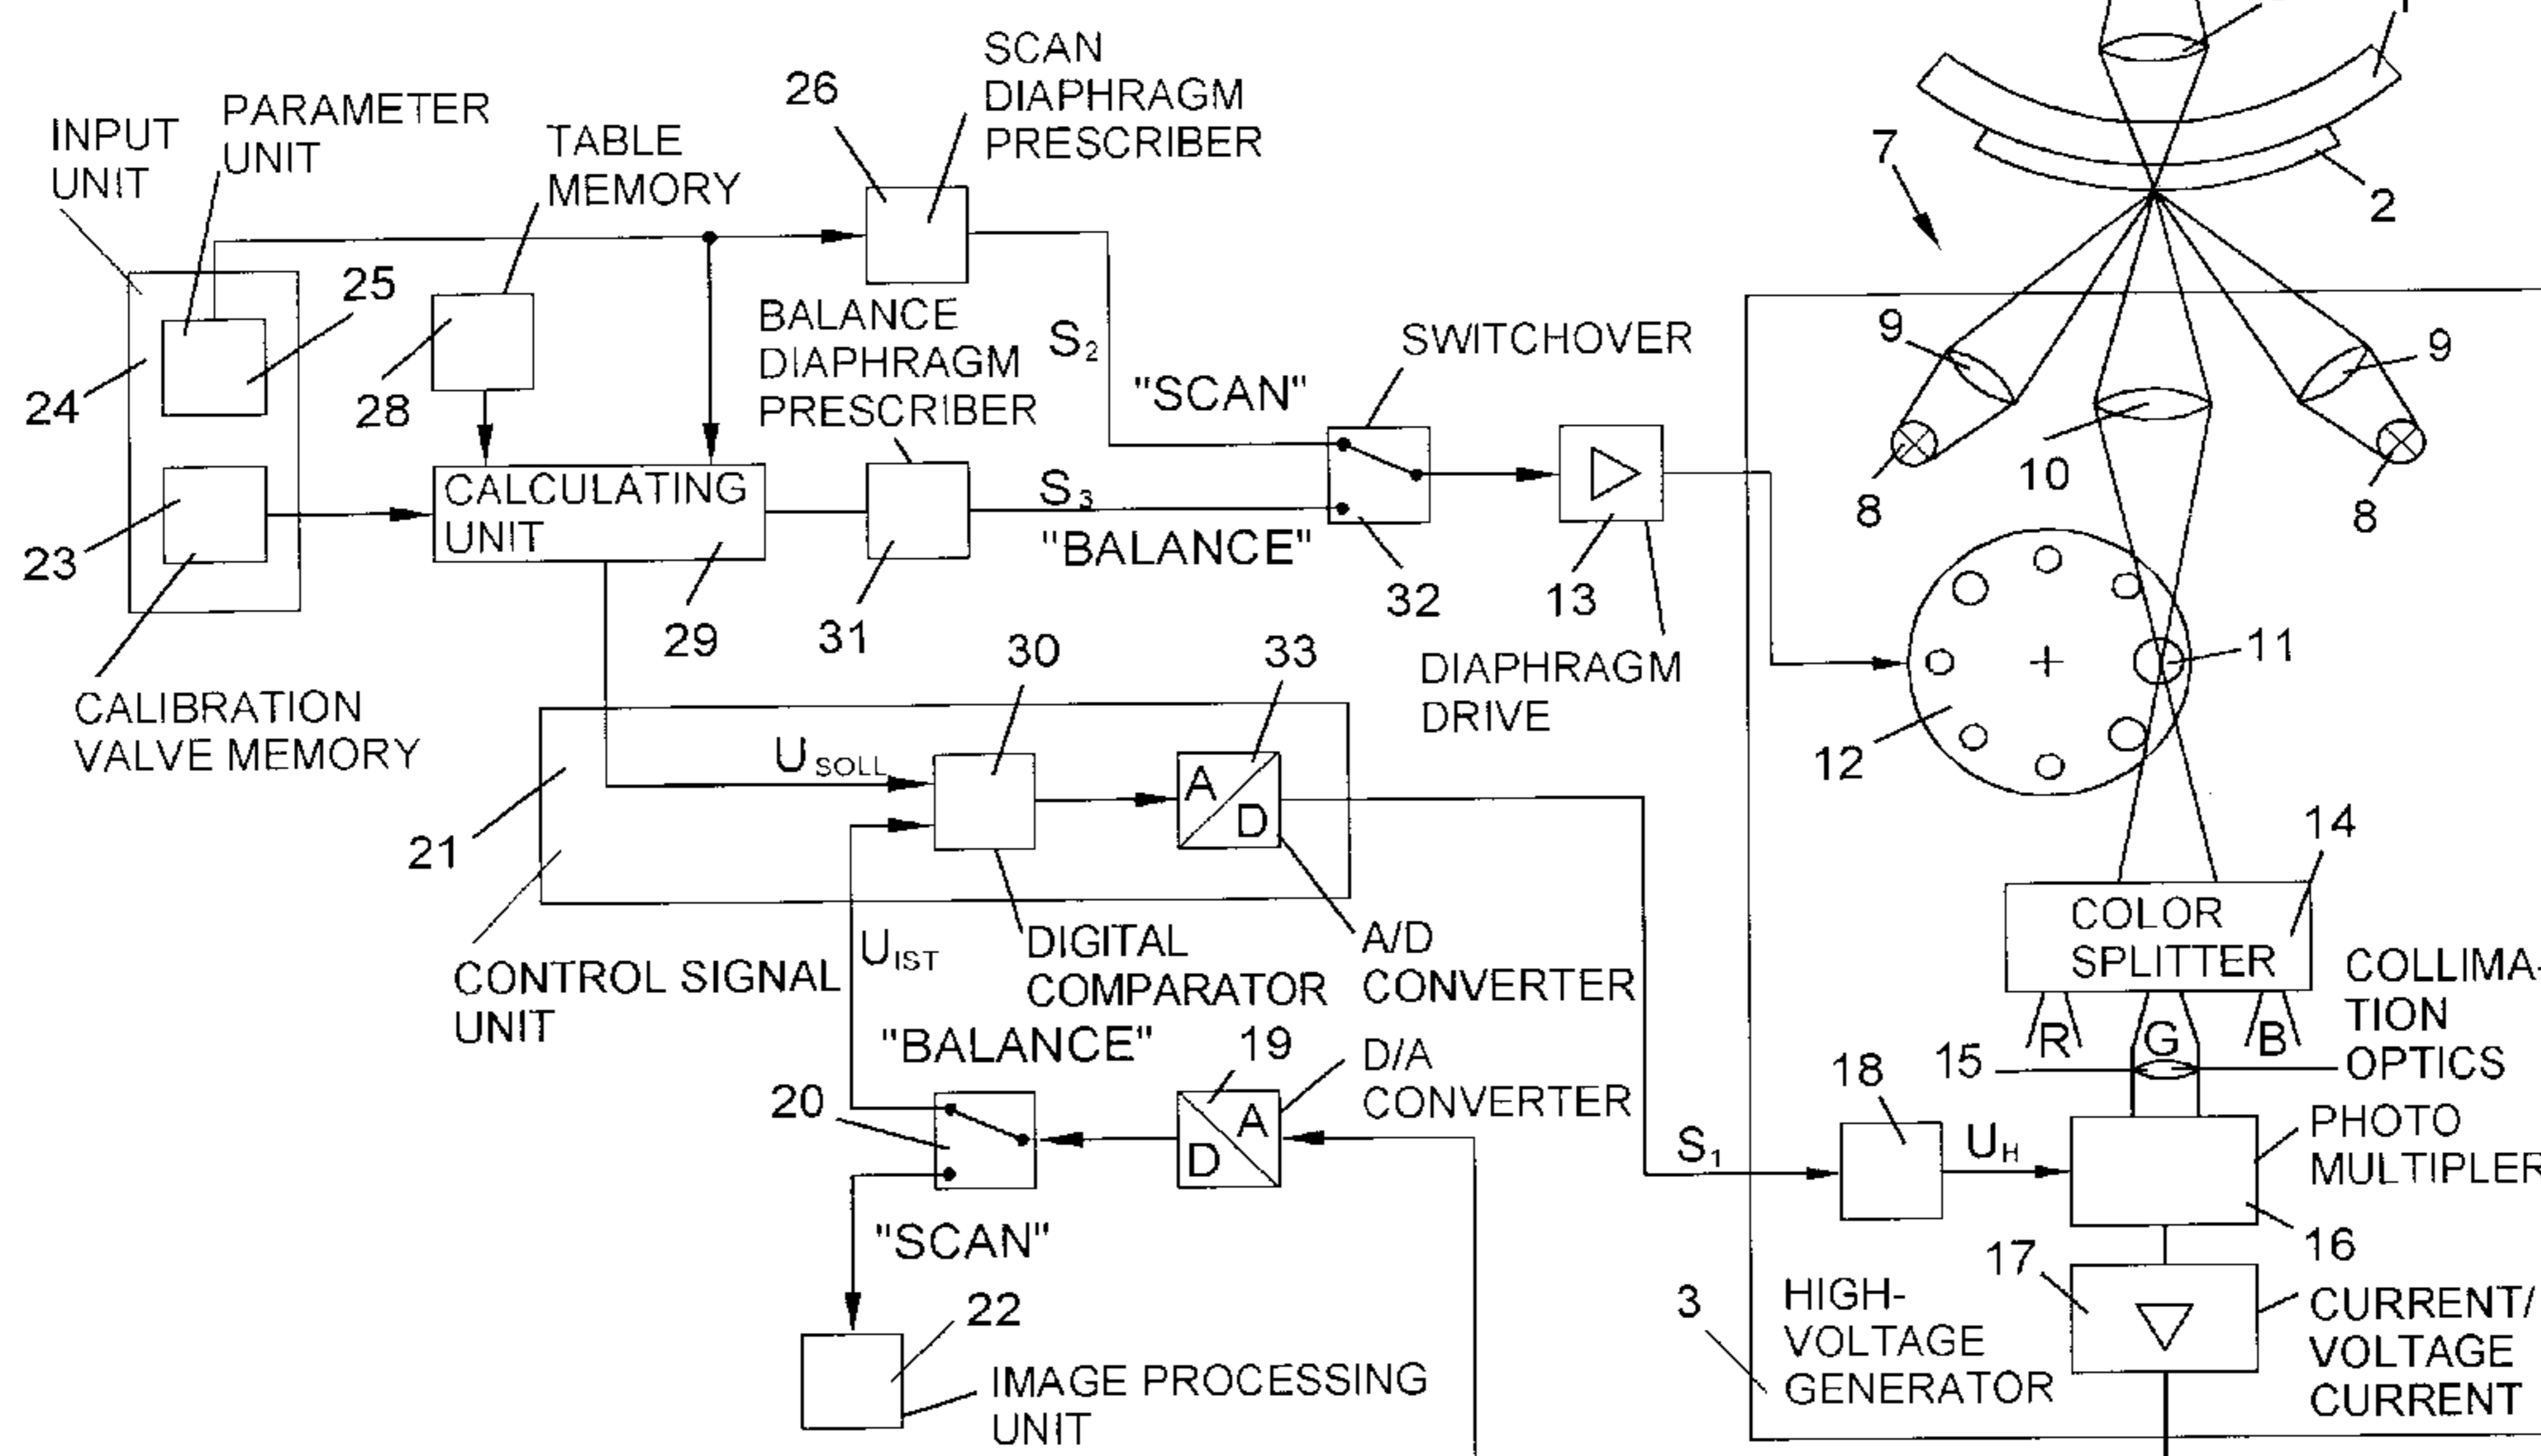 SCAN
DIAPHRAGM
PRESCRIBER
26
PARAMETER
UNIT
INPUT
UNIT
TABLE
MEMORY
7
2
25
24
28
BALANCE
DIAPHRAGM
PRESCRIBER
S2
SWITCHOVER
"SCAN"
9
9
10
8
8
CALCULATING
UNIT
S3
"BALANCE"
23
29
31
32
13
CALIBRATION
VALVE MEMORY
30
33
DIAPHRAGM
DRIVE
11
12
U SOLL
A
D
21
14
COLOR
SPLITTER
UIST
DIGITAL
COMPARATOR
A/D
CONVERTER
CONTROL SIGNAL
UNIT
COLLIMA-
TION
OPTICS
R G B
15
"BALANCE"
19
D/A
CONVERTER
20
A
D
18
S1
UH
PHOTO
MULTIPLER
16
"SCAN"
22
17
3
HIGH-
VOLTAGE
GENERATOR
CURRENT/
VOLTAGE
CURRENT
IMAGE PROCESSING
UNIT